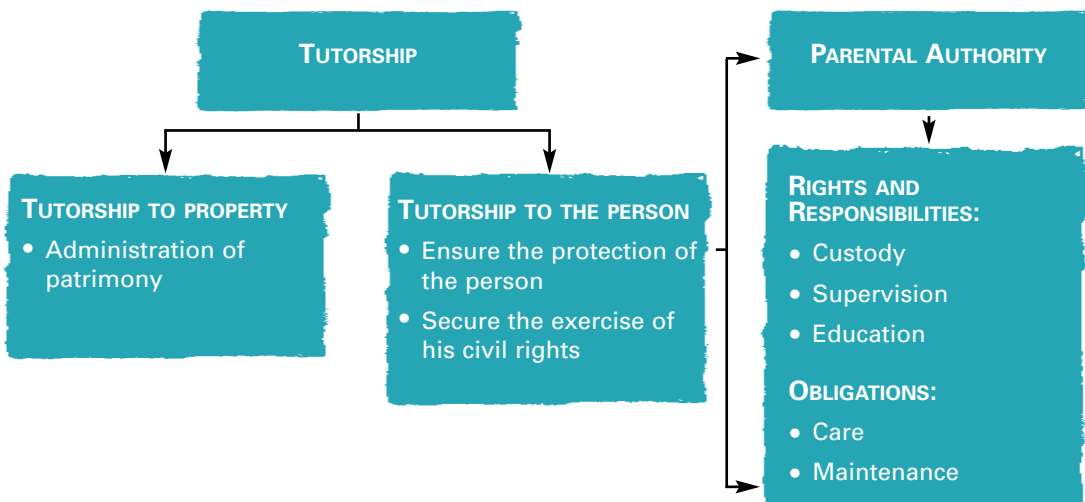 TUTORSHIP
TUTORSHIP TO PROPERTY
• Administration of
patrimony
TUTORSHIP TO THE PERSON
• Ensure the protection of
the person
• Secure the exercise of
his civil rights
PARENTAL AUTHORITY
RIGHTS AND
RESPONSIBILITIES:
• Custody
• Supervision
• Education
OBLIGATIONS:
• Care
• Maintenance